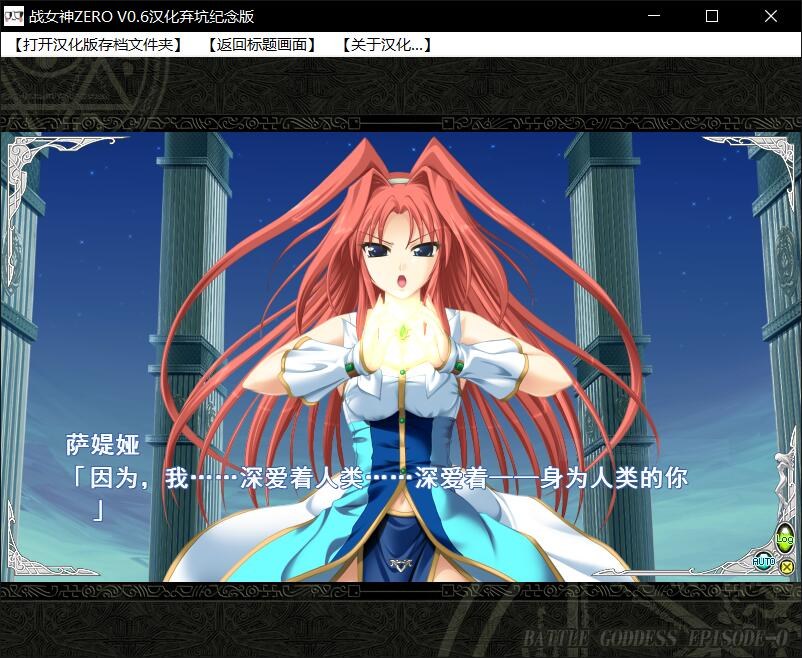 战女神ZERO V0.6汉化弃坑纪念版
【打开汉化版存档文件夹】 【返回标题画面】 【关于汉化...】
萨媞娅
「因为，我……深爱着人类……深爱着——身为人类的你
」
Log
AUTO
BATTLE GODDESS EPISODE-0